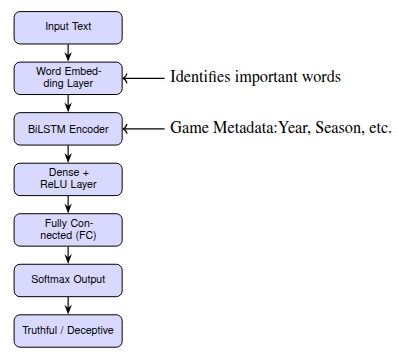 Input Text
Word Embed-
ding Layer
Identifies important words
BiLSTM Encoder
Game Metadata:Year, Season, etc.
Dense +
ReLU Layer
Fully Con-
nected (FC)
Softmax Output
Truthful / Deceptive